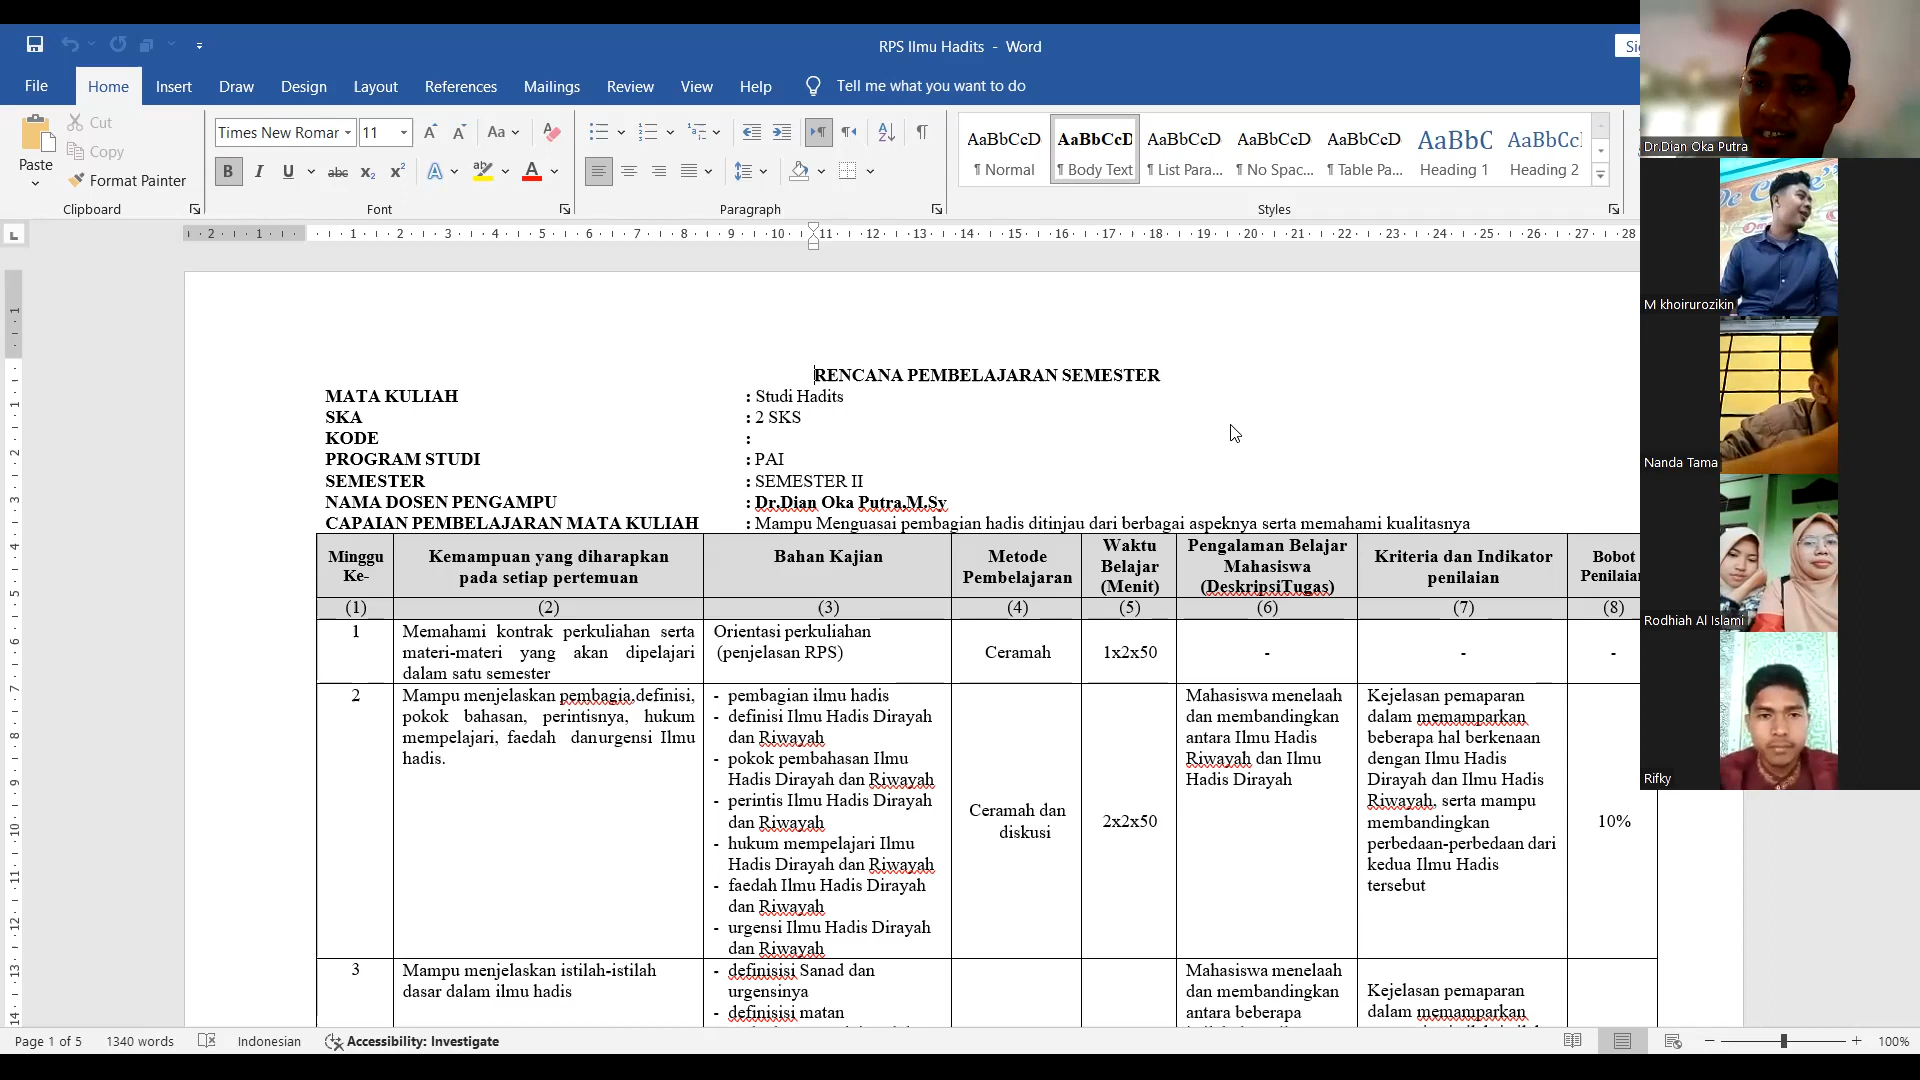 RPS Ilmu Hadits - Word
File Home Insert Draw Design Layout References Mailings Review View Help Tell me what you want to do
Paste
Cut
Copy
Format Painter
Clipboard
Times New Roman 11
Font
Paragraph
AaBbCcD ¶ Normal
AaBbCcD ¶ Body Text
AaBbCcD ¶ List Para...
AaBbCcD ¶ No Spac...
AaBbCcD ¶ Table Pa...
AaBbC Heading 1
AaBbCc Heading 2
Styles
RENCANA PEMBELAJARAN SEMESTER
MATA KULIAH : Studi Hadits
SKA : 2 SKS
KODE :
PROGRAM STUDI : PAI
SEMESTER : SEMESTER II
NAMA DOSEN PENGAMPU : Dr.Dian Oka Putra,M.Sy
CAPAIAN PEMBELAJARAN MATA KULIAH : Mampu Menguasai pembagian hadis ditinjau dari berbagai aspeknya serta memahami kualitasnya
Minggu Ke-
Kemampuan yang diharapkan pada setiap pertemuan
Bahan Kajian
Metode Pembelajaran
Waktu Belajar (Menit)
Pengalaman Belajar Mahasiswa (DeskripsiTugas)
Kriteria dan Indikator penilaian
Bobot Penilaian
(1) (2) (3) (4) (5) (6) (7) (8)
1
Memahami kontrak perkuliahan serta
materi-materi yang akan dipelajari
dalam satu semester
Orientasi perkuliahan
(penjelasan RPS)
Ceramah
1x2x50
-
-
-
2
Mampu menjelaskan pembagia,definisi,
pokok bahasan, perintisnya, hukum
mempelajari, faedah danurgensi Ilmu
hadis.
- pembagian ilmu hadis
- definisi Ilmu Hadis Dirayah
dan Riwayah
- pokok pembahasan Ilmu
Hadis Dirayah dan Riwayah
- perintis Ilmu Hadis Dirayah
dan Riwayah
- hukum mempelajari Ilmu
Hadis Dirayah dan Riwayah
- faedah Ilmu Hadis Dirayah
dan Riwayah
- urgensi Ilmu Hadis Dirayah
dan Riwayah
Ceramah dan
diskusi
2x2x50
Mahasiswa menelaah
dan membandingkan
antara Ilmu Hadis
Riwayah dan Ilmu
Hadis Dirayah
Kejelasan pemaparan
dalam memamparkan
beberapa hal berkenaan
dengan Ilmu Hadis
Dirayah dan Ilmu Hadis
Riwayah, serta mampu
membandingkan
perbedaan-perbedaan dari
kedua Ilmu Hadis
tersebut
10%
3
Mampu menjelaskan istilah-istilah
dasar dalam ilmu hadis
- definisisi Sanad dan
urgensinya
- definisisi matan
Mahasiswa menelaah
dan membandingkan
antara beberapa
Kejelasan pemaparan
dalam memamparkan
Page 1 of 5 1340 words Indonesian Accessibility: Investigate 100%
Dr.Dian Oka Putra
M khoirurozikin
Nanda Tama
Rodhiah Al Islami
Rifky